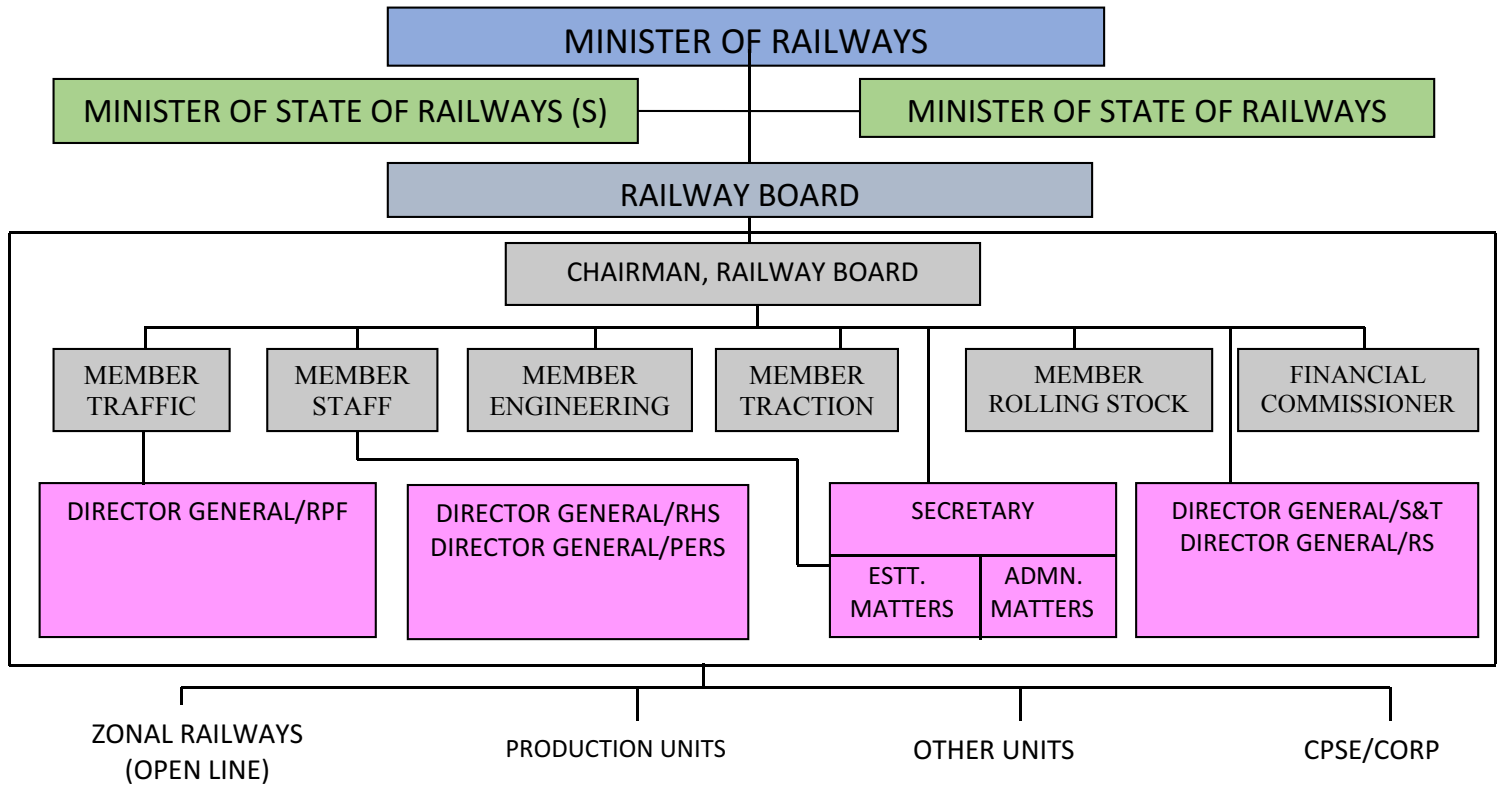 MINISTER OF RAILWAYS
MINISTER OF STATE OF RAILWAYS (S)
MINISTER OF STATE OF RAILWAYS
RAILWAY BOARD
CHAIRMAN, RAILWAY BOARD
MEMBER
TRAFFIC
MEMBER
STAFF
MEMBER
ENGINEERING
MEMBER
TRACTION
MEMBER
ROLLING STOCK
FINANCIAL
COMMISSIONER
DIRECTOR GENERAL/RPF
DIRECTOR GENERAL/RHS
DIRECTOR GENERAL/PERS
SECRETARY
ESTT.
MATTERS
ADMN.
MATTERS
DIRECTOR GENERAL/S&T
DIRECTOR GENERAL/RS
ZONAL RAILWAYS
(OPEN LINE)
PRODUCTION UNITS
OTHER UNITS
CPSE/CORP